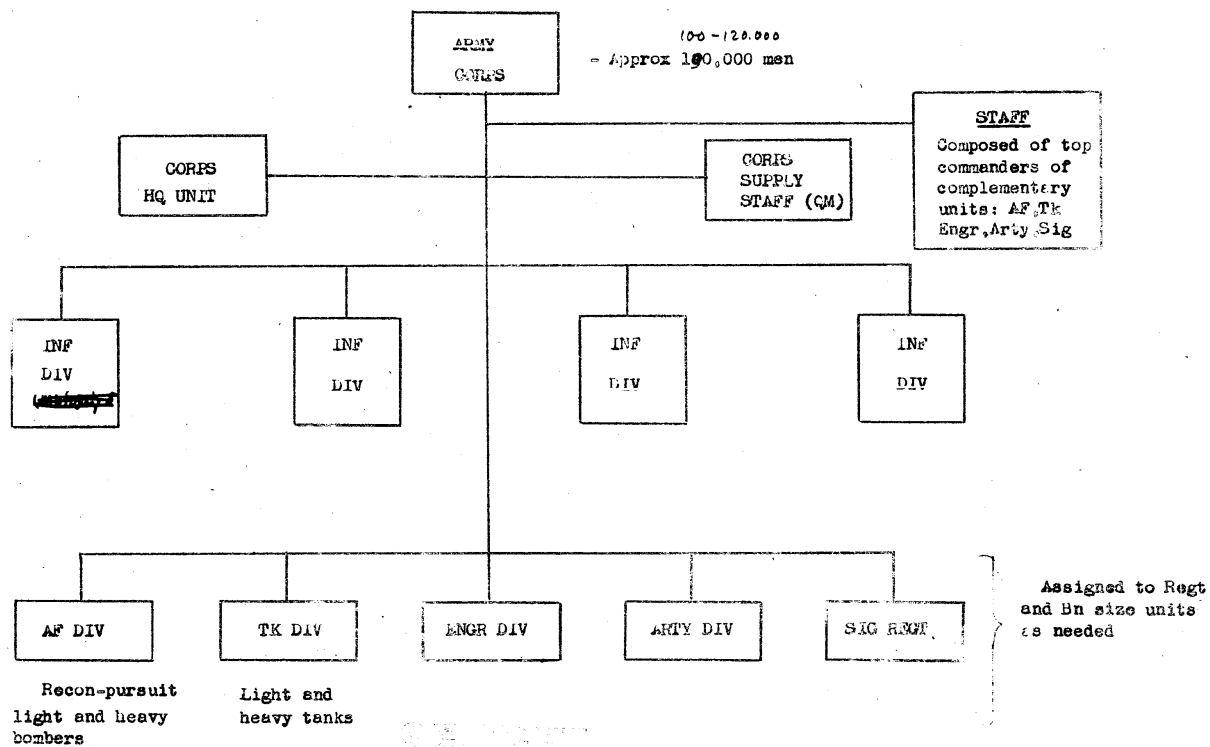 ARMY
CORPS
100-120.000
- Approx 100,000 men
STAFF
Composed of top
commanders of
complementary
units: AF,Tk
Engr,Arty,Sig
CORPS
HQ UNIT
CORPS
SUPPLY
STAFF (QM)
INF
DIV
INF
DIV
INF
DIV
INF
DIV
AF DIV
TK DIV
ENGR DIV
ARTY DIV
SIG REGT
Assigned to Regt
and Bn size units
as needed
Recon-pursuit
light and heavy
bombers
Light and
heavy tanks